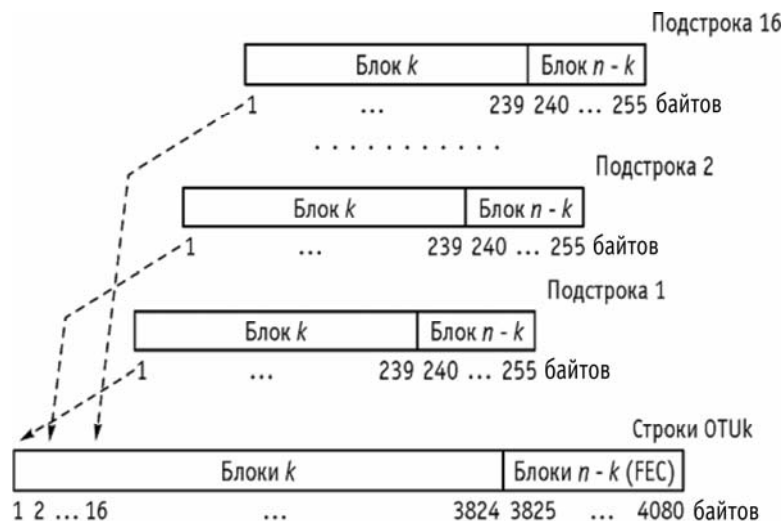 Подстрока 16
Блок k Блок n - k
1 ... 239 240 ... 255 байтов
. . . . . . . . . . .
Подстрока 2
Блок k Блок n - k
1 ... 239 240 ... 255 байтов
Подстрока 1
Блок k Блок n - k
1 ... 239 240 ... 255 байтов
Строки OTUk
Блоки k Блоки n - k (FEC)
1 2 ... 16 ... 3824 3825 ... 4080 байтов